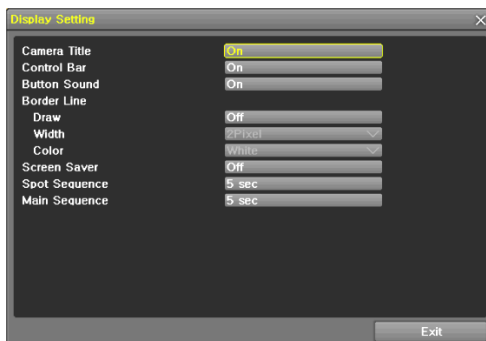 Display Setting
Camera Title On
Control Bar On
Button Sound On
Border Line
Draw Off
Width 2Pixel
Color White
Screen Saver Off
Spot Sequence 5 sec
Main Sequence 5 sec
Exit